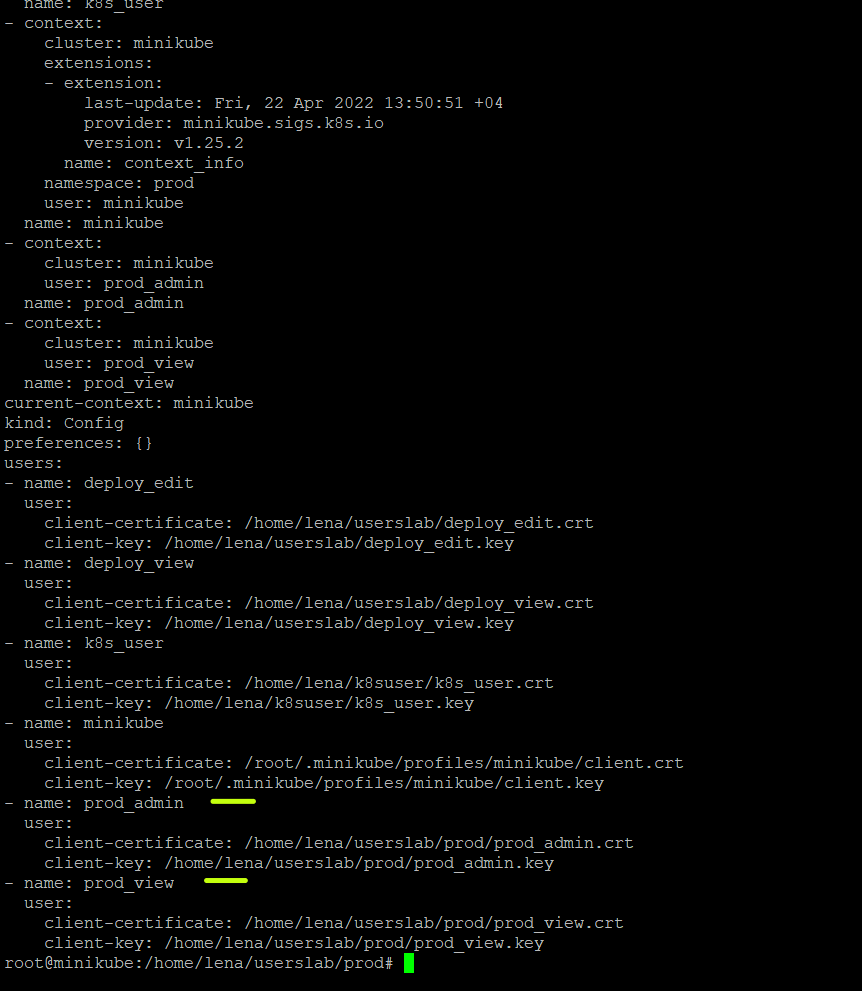 name: k8s_user
- context:
    cluster: minikube
    extensions:
    - extension:
        last-update: Fri, 22 Apr 2022 13:50:51 +04
        provider: minikube.sigs.k8s.io
        version: v1.25.2
      name: context_info
    namespace: prod
    user: minikube
  name: minikube
- context:
    cluster: minikube
    user: prod_admin
  name: prod_admin
- context:
    cluster: minikube
    user: prod_view
  name: prod_view
current-context: minikube
kind: Config
preferences: {}
users:
- name: deploy_edit
  user:
    client-certificate: /home/lena/userslab/deploy_edit.crt
    client-key: /home/lena/userslab/deploy_edit.key
- name: deploy_view
  user:
    client-certificate: /home/lena/userslab/deploy_view.crt
    client-key: /home/lena/userslab/deploy_view.key
- name: k8s_user
  user:
    client-certificate: /home/lena/k8suser/k8s_user.crt
    client-key: /home/lena/k8suser/k8s_user.key
- name: minikube
  user:
    client-certificate: /root/.minikube/profiles/minikube/client.crt
    client-key: /root/.minikube/profiles/minikube/client.key
- name: prod_admin
  user:
    client-certificate: /home/lena/userslab/prod/prod_admin.crt
    client-key: /home/lena/userslab/prod/prod_admin.key
- name: prod_view
  user:
    client-certificate: /home/lena/userslab/prod/prod_view.crt
    client-key: /home/lena/userslab/prod/prod_view.key
root@minikube:/home/lena/userslab/prod#